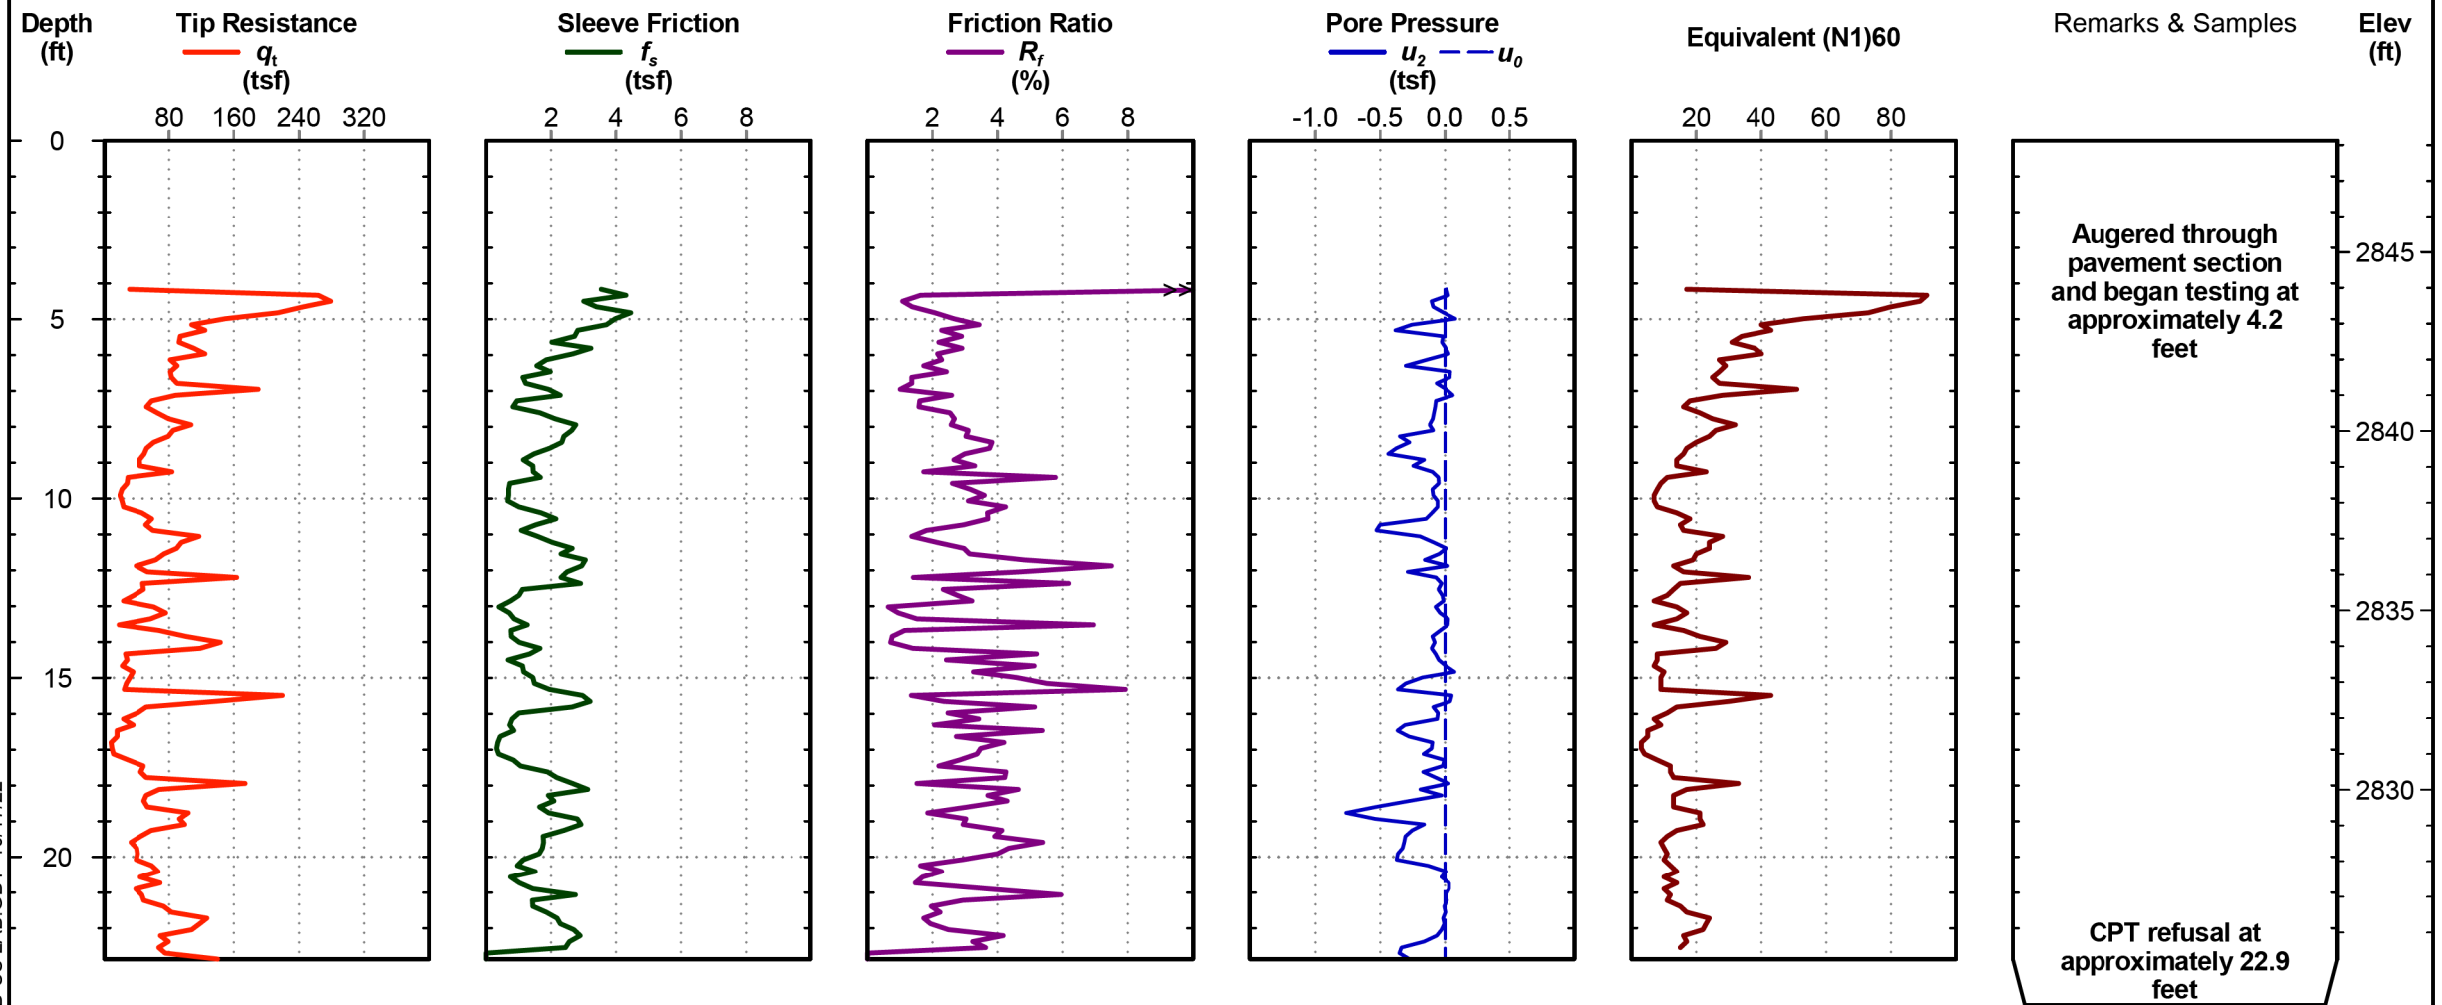 Depth
(ft)
Tip Resistance
qt
(tsf)
80 160 240 320
Sleeve Friction
fs
(tsf)
2 4 6 8
Friction Ratio
Rf
(%)
2 4 6 8
Pore Pressure
u2 u0
(tsf)
-1.0 -0.5 0.0 0.5
Equivalent (N1)60
20 40 60 80
Remarks & Samples
Elev
(ft)
0
5
10
15
20
Augered through
pavement section
and began testing at
approximately 4.2
feet
CPT refusal at
approximately 22.9
feet
2845
2840
2835
2830